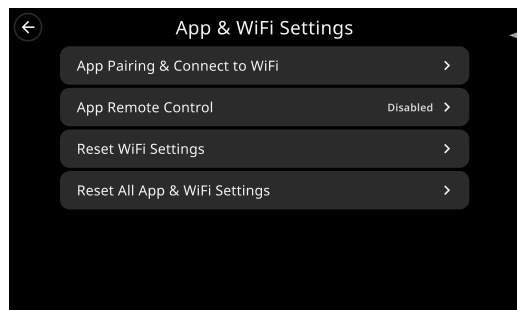 App & WiFi Settings
App Pairing & Connect to WiFi
App Remote Control Disabled
Reset WiFi Settings
Reset All App & WiFi Settings